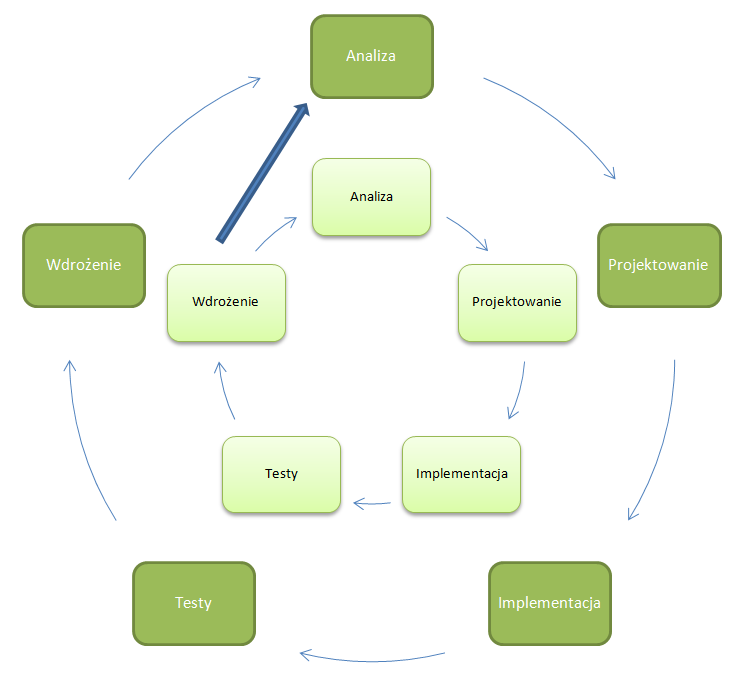 Analiza
Analiza
Wdrożenie
Projektowanie
Wdrożenie
Projektowanie
Testy
Implementacja
Testy
Implementacja